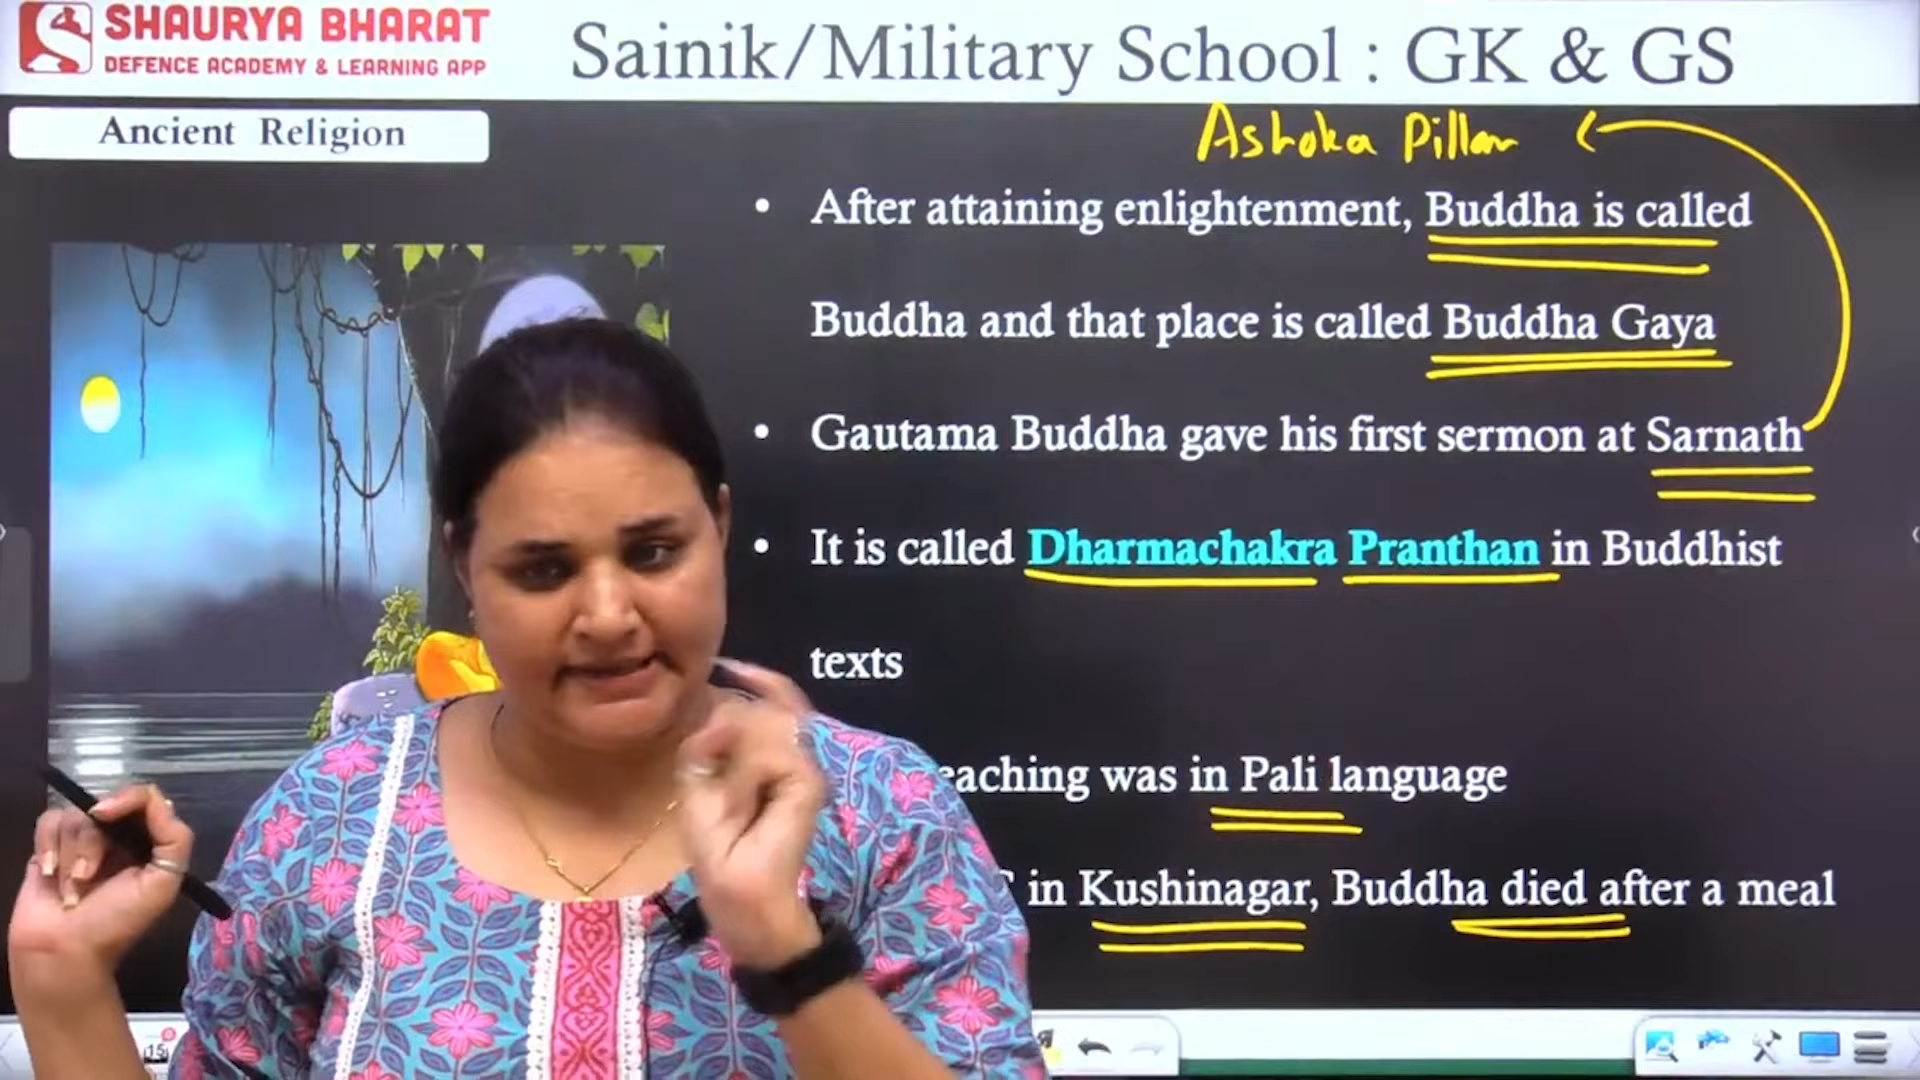 SHAURYA BHARAT
DEFENCE ACADEMY & LEARNING APP
Sainik/Military School : GK & GS
Ancient Religion
Ashoka Pillar
• After attaining enlightenment, Buddha is called
Buddha and that place is called Buddha Gaya
• Gautama Buddha gave his first sermon at Sarnath
• It is called Dharmachakra Pranthan in Buddhist
texts
was in Pali language
in Kushinagar, Buddha died after a meal
15